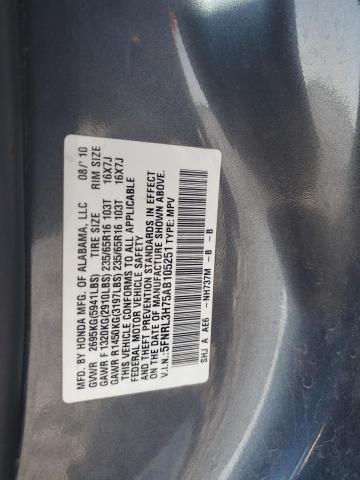 MFD. BY HONDA MFG. OF ALABAMA, LLC 08/'10
GVWR 2695KG(5941LBS) TIRE SIZE RIM SIZE
GAWR F 1320KG(2910LBS) 235/65R16 103T 16X7J
GAWR R1450KG(3197LBS) 235/65R16 103T 16X7J
THIS VEHICLE CONFORMS TO ALL APPLICABLE
FEDERAL MOTOR VEHICLE SAFETY
AND THEFT PREVENTION STANDARDS IN EFFECT
ON THE DATE OF MANUFACTURE SHOWN ABOVE.
V.I.N.:5FNRL3H75AB105251 TYPE: MPV
SHJ A AE6 -NH737M -B -B